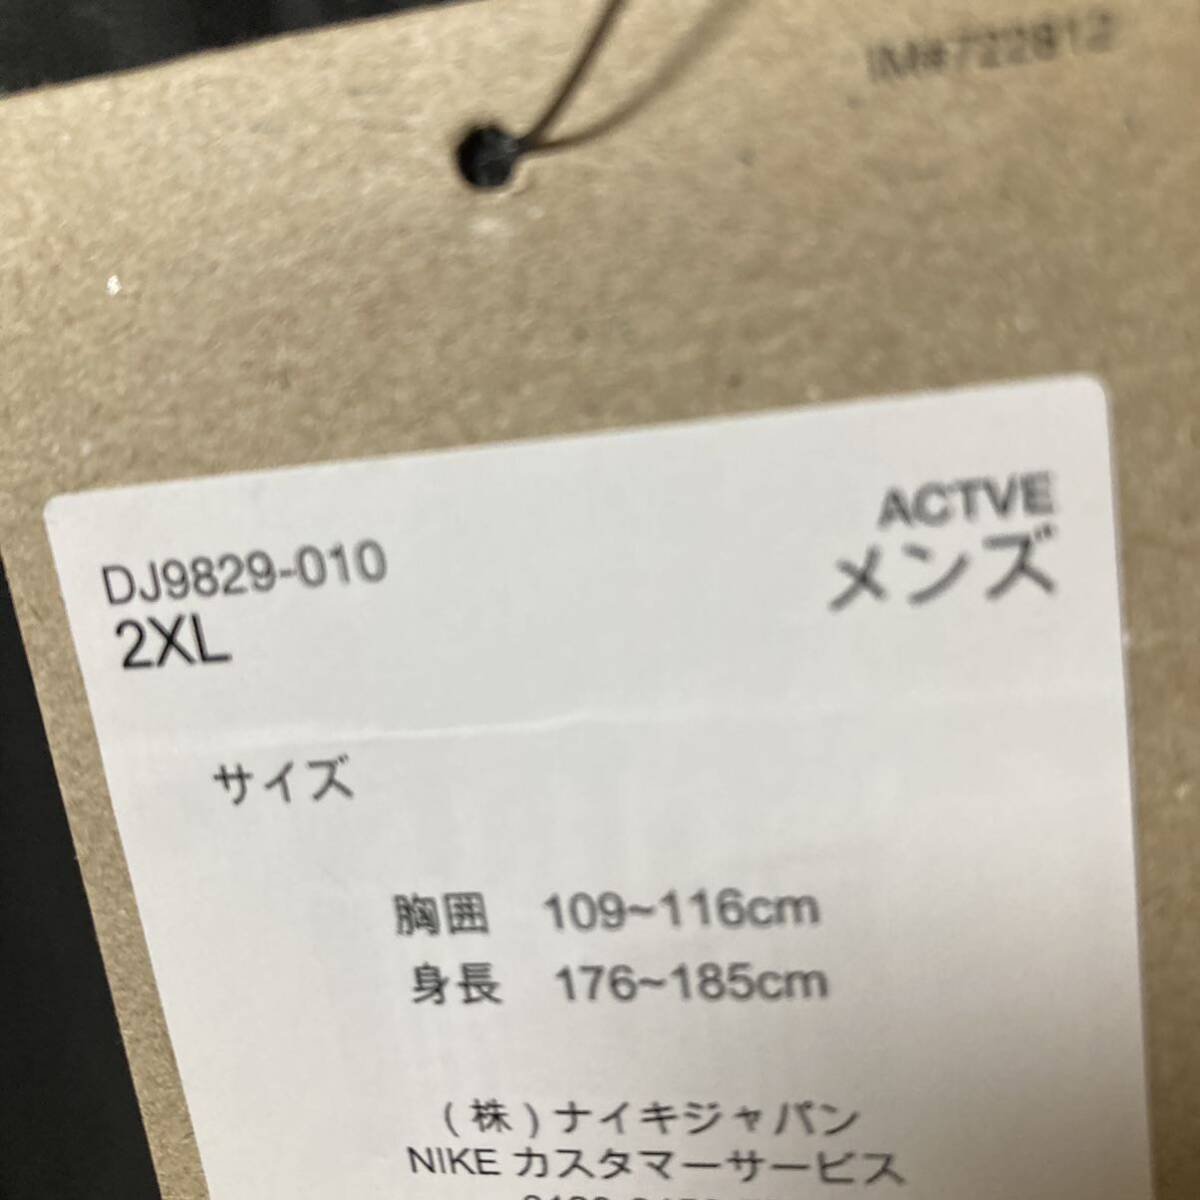 IM#722812
ACTVE
メンズ
DJ9829-010
2XL
サイズ
胸囲 109~116cm
身長 176~185cm
(株)ナイキジャパン
NIKE カスタマーサービス